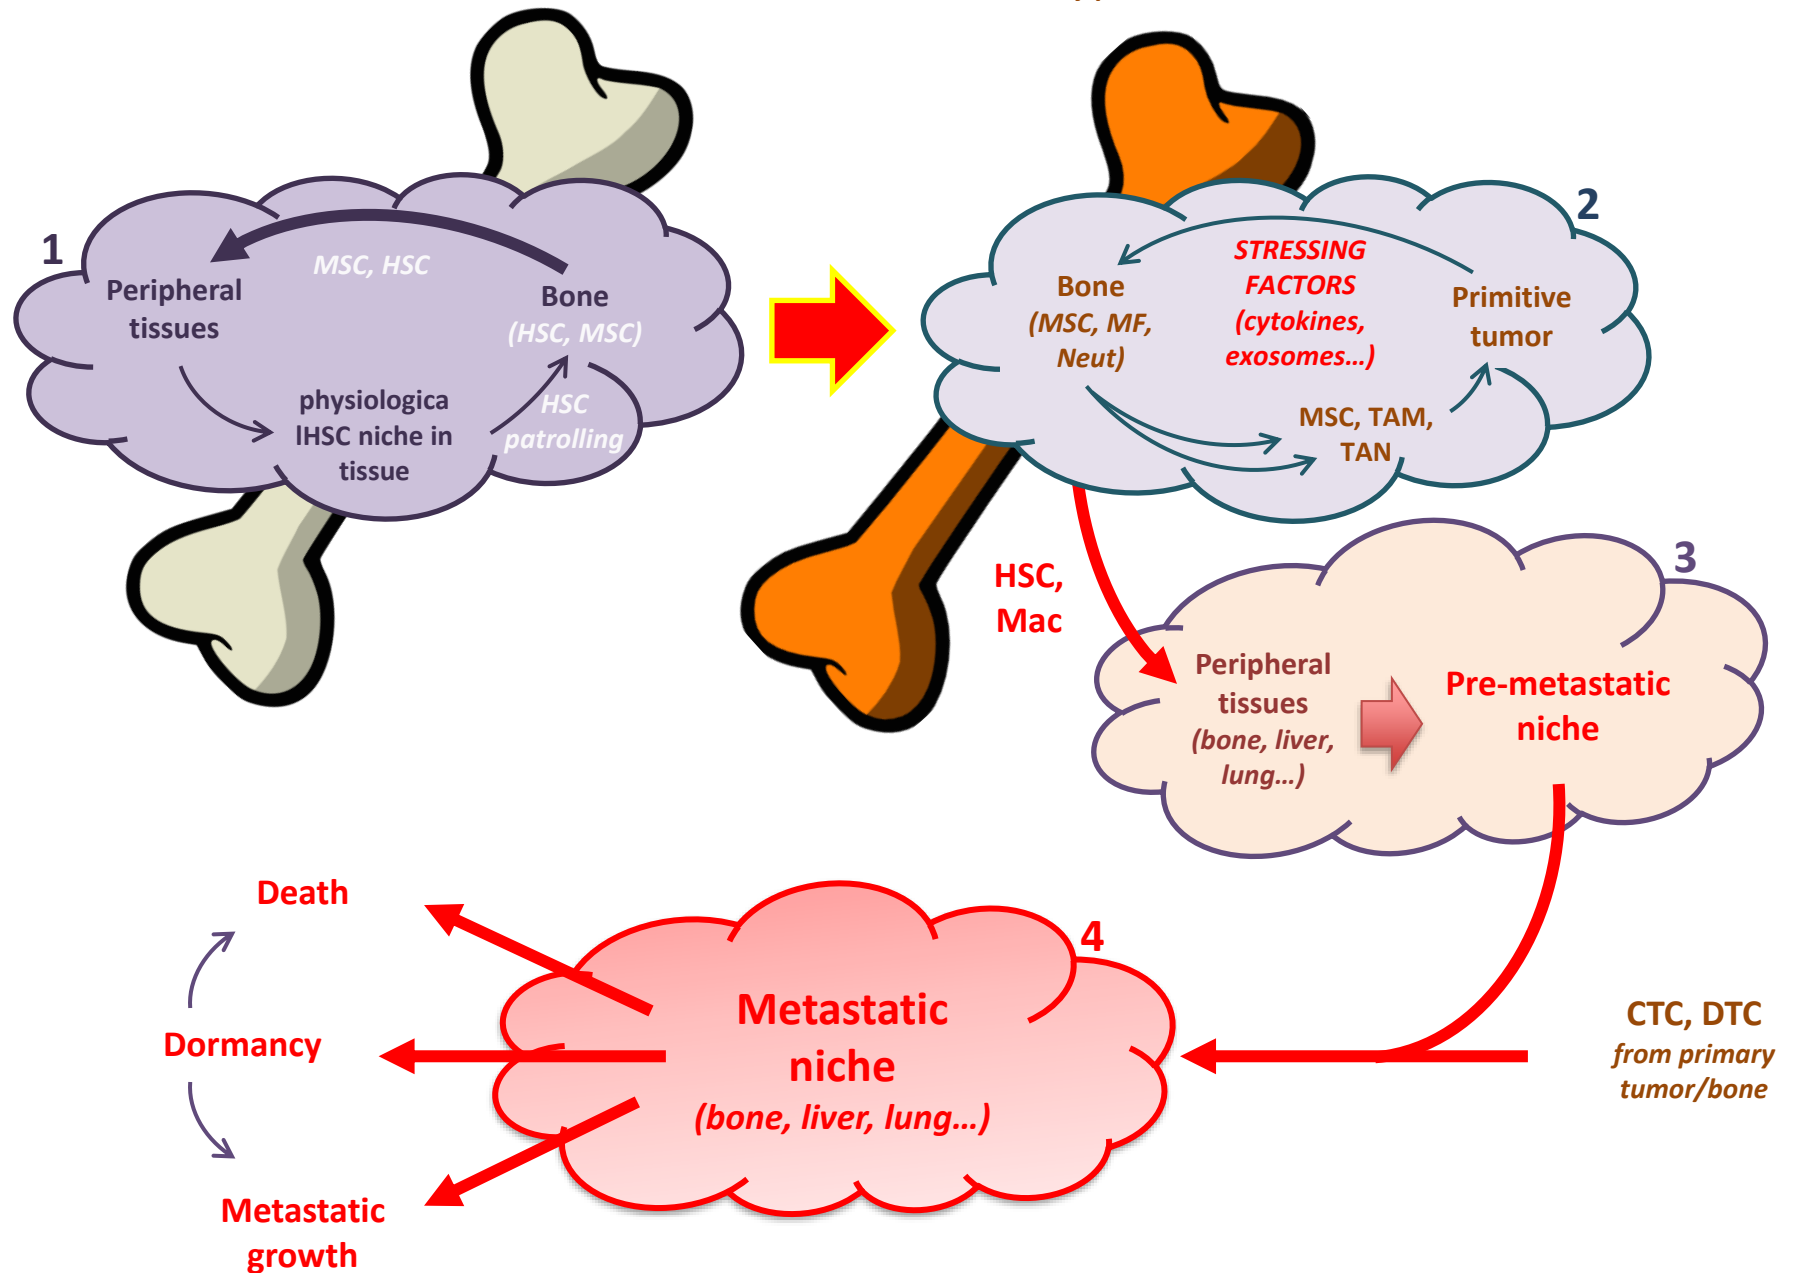 1
MSC, HSC
Peripheral
tissues
Bone
(HSC, MSC)
physiologica
lHSC niche in
tissue
HSC
patrolling
2
STRESSING
FACTORS
(cytokines,
exosomes…)
Bone
(MSC, MF,
Neut)
Primitive
tumor
MSC, TAM,
TAN
HSC,
Mac
3
Peripheral
tissues
(bone, liver,
lung…)
Pre-metastatic
niche
4
Metastatic
niche
(bone, liver, lung…)
CTC, DTC
from primary
tumor/bone
Death
Dormancy
Metastatic
growth